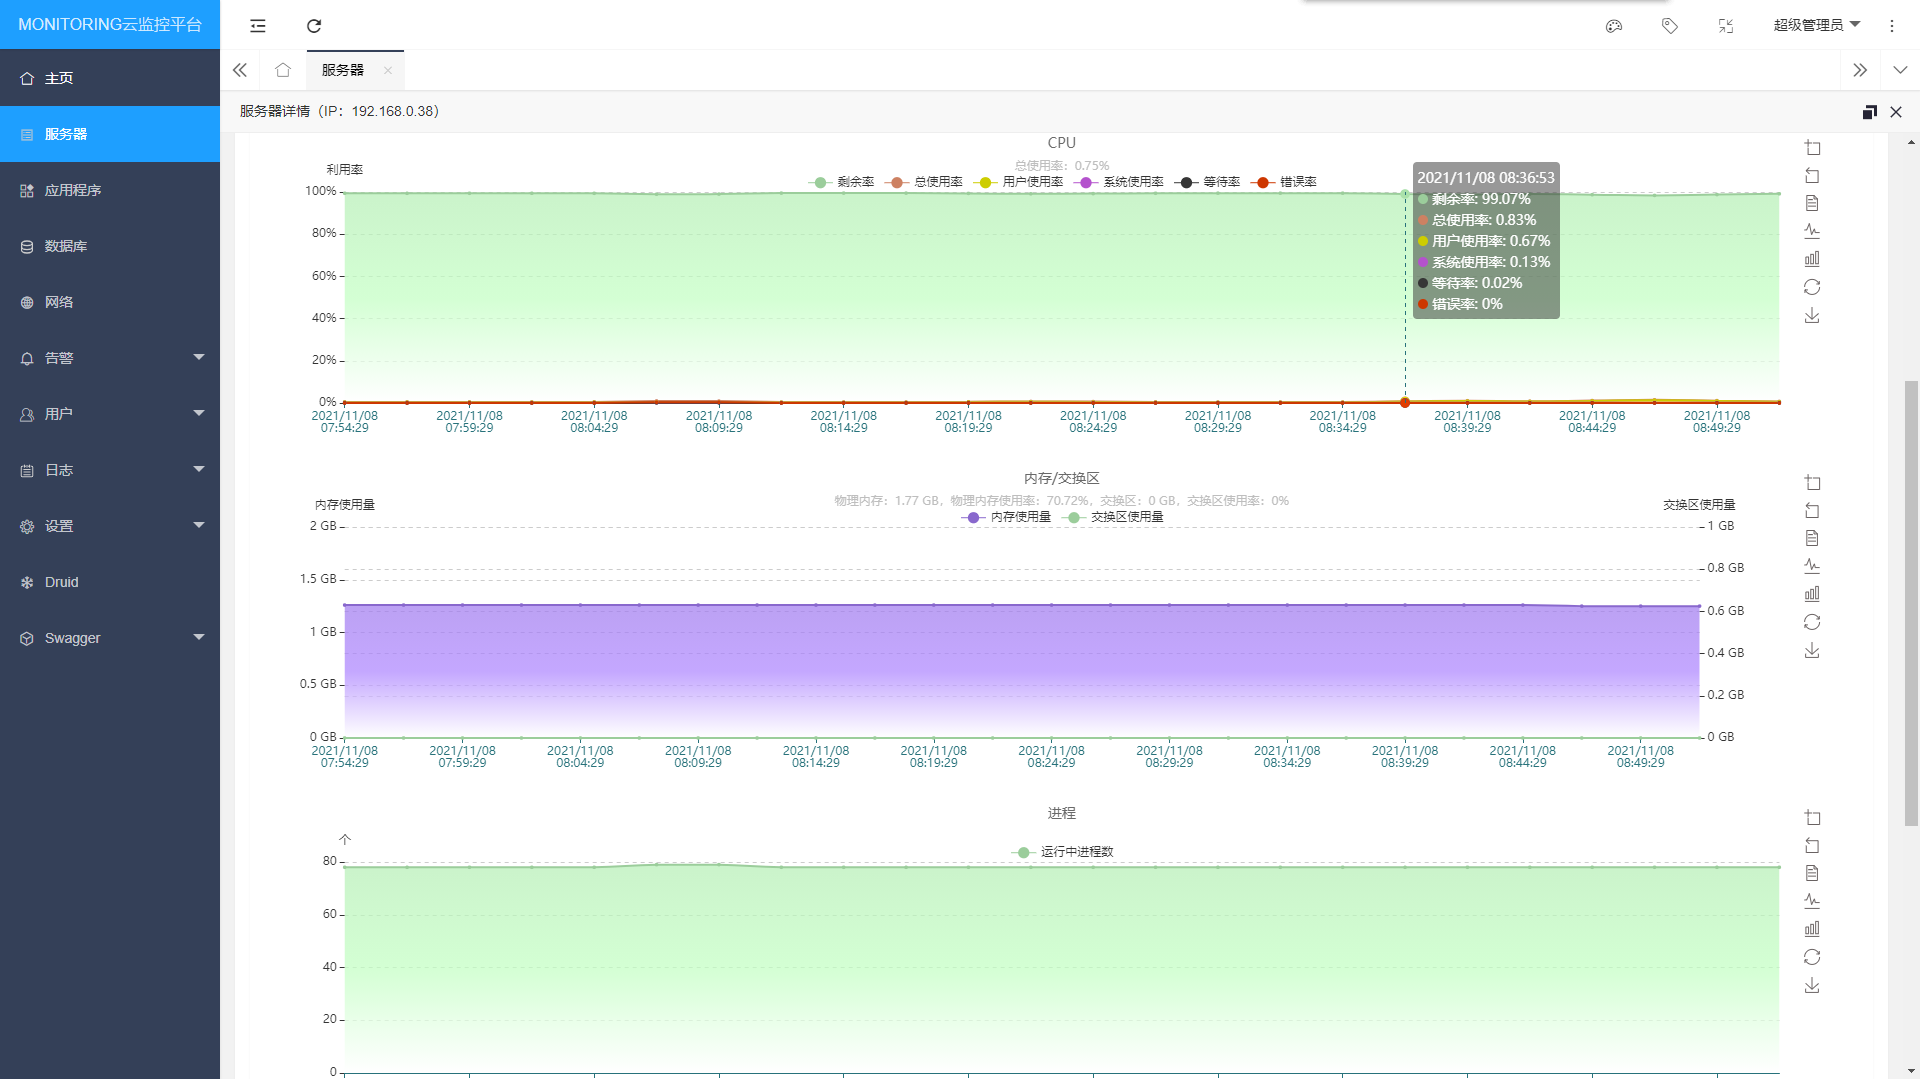 MONITORING云监控平台
超级管理员
主页
服务器
应用程序
数据库
网络
告警
用户
日志
设置
Druid
Swagger
服务器
服务器详情（IP：192.168.0.38）
CPU
总使用率：0.75%
利用率
剩余率 总使用率 用户使用率 系统使用率 等待率 错误率
100%
80%
60%
40%
20%
0%
2021/11/08 08:36:53
剩余率: 99.07%
总使用率: 0.83%
用户使用率: 0.67%
系统使用率: 0.13%
等待率: 0.02%
错误率: 0%
2021/11/08 2021/11/08 2021/11/08 2021/11/08 2021/11/08 2021/11/08 2021/11/08 2021/11/08 2021/11/08 2021/11/08 2021/11/08 2021/11/08
07:54:29 07:59:29 08:04:29 08:09:29 08:14:29 08:19:29 08:24:29 08:29:29 08:34:29 08:39:29 08:44:29 08:49:29
内存/交换区
物理内存：1.77 GB，物理内存使用率：70.72%，交换区：0 GB，交换区使用率：0%
内存使用量
交换区使用量
内存使用量 交换区使用量
2 GB
1.5 GB
1 GB
0.5 GB
0 GB
1 GB
0.8 GB
0.6 GB
0.4 GB
0.2 GB
0 GB
2021/11/08 2021/11/08 2021/11/08 2021/11/08 2021/11/08 2021/11/08 2021/11/08 2021/11/08 2021/11/08 2021/11/08 2021/11/08 2021/11/08
07:54:29 07:59:29 08:04:29 08:09:29 08:14:29 08:19:29 08:24:29 08:29:29 08:34:29 08:39:29 08:44:29 08:49:29
进程
个
运行中进程数
80
60
40
20
0